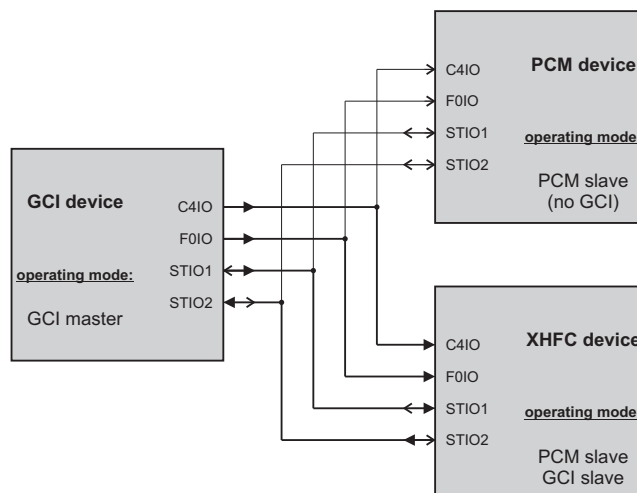 GCI device
operating mode:
GCI master
C4IO
F0IO
STIO1
STIO2
PCM device
C4IO
F0IO
STIO1
STIO2
operating mode
PCM slave
(no GCI)
XHFC device
C4IO
F0IO
STIO1
STIO2
operating mode
PCM slave
GCI slave